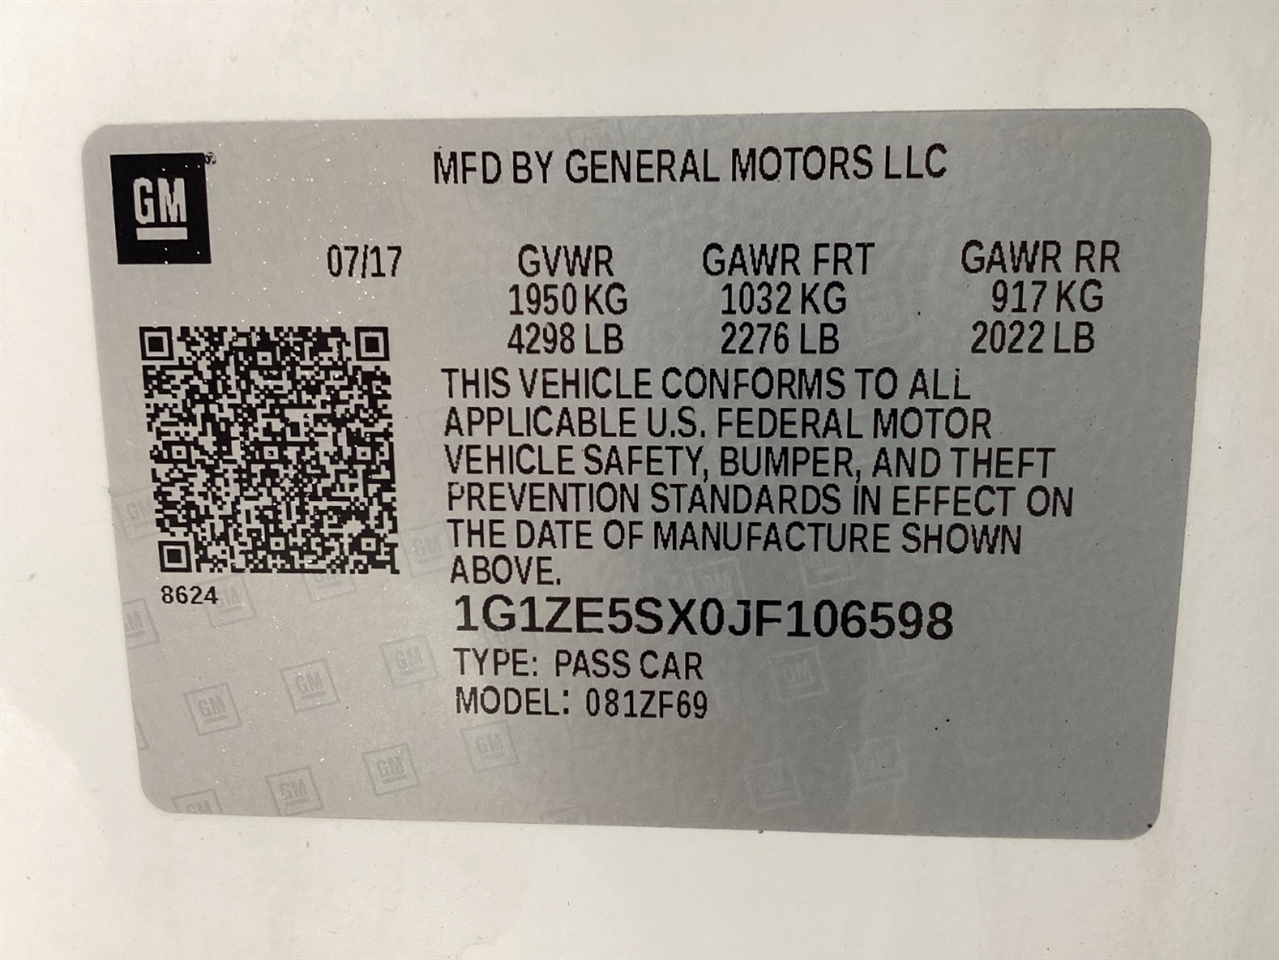 GM
MFD BY GENERAL MOTORS LLC
07/17
GVWR GAWR FRT GAWR RR
1950 KG 1032 KG 917 KG
4298 LB 2276 LB 2022 LB
THIS VEHICLE CONFORMS TO ALL
APPLICABLE U.S. FEDERAL MOTOR
VEHICLE SAFETY, BUMPER, AND THEFT
PREVENTION STANDARDS IN EFFECT ON
THE DATE OF MANUFACTURE SHOWN
ABOVE.
8624
1G1ZE5SX0JF106598
TYPE: PASS CAR
MODEL: 081ZF69